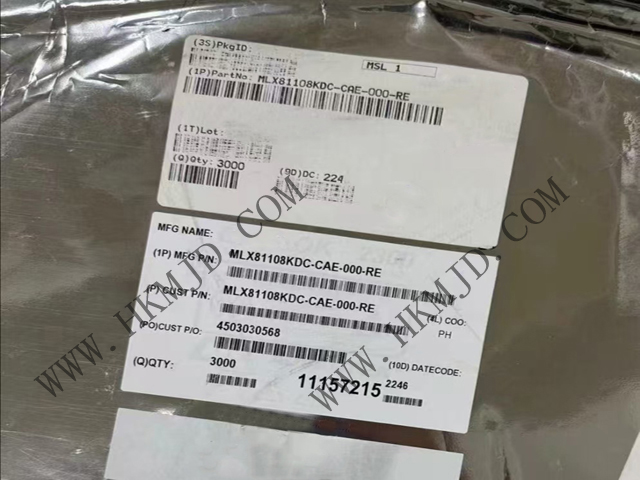 (3S)PkgID:
MSL 1
(1P)PartNo: MLX81108KDC-CAE-000-RE
(1T)Lot:
(Q)Qty: 3000
(9D)DC: 224
MFG NAME:
(1P) MFG P/N: MLX81108KDC-CAE-000-RE
(P) CUST P/N: MLX81108KDC-CAE-000-RE
(4L) COO:
PH
(PO)CUST P/O: 4503030568
(10D) DATECODE:
2246
(Q)QTY: 3000
11157215
WWW.HKMJD.COM
WWW.HKMJD.COM